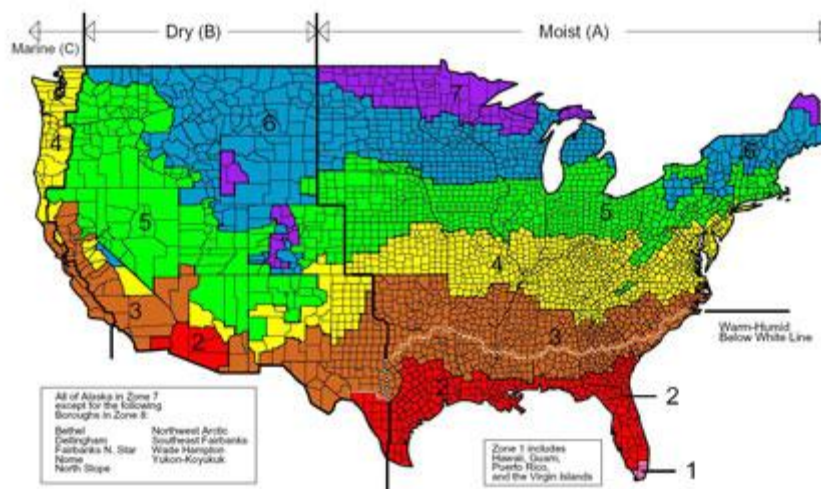 Marine (C)
Dry (B)
Moist (A)
7
6
6
4
5
5
4
3
3
2
2
2
1
Warm-Humid
Below White Line
All of Alaska in Zone 7
except for the following
Boroughs in Zone 8:
Bethel Northwest Arctic
Dellingham Southeast Fairbanks
Fairbanks N. Star Wade Hampton
Nome Yukon-Koyukuk
North Slope
Zone 1 includes
Hawaii, Guam,
Puerto Rico,
and the Virgin Islands